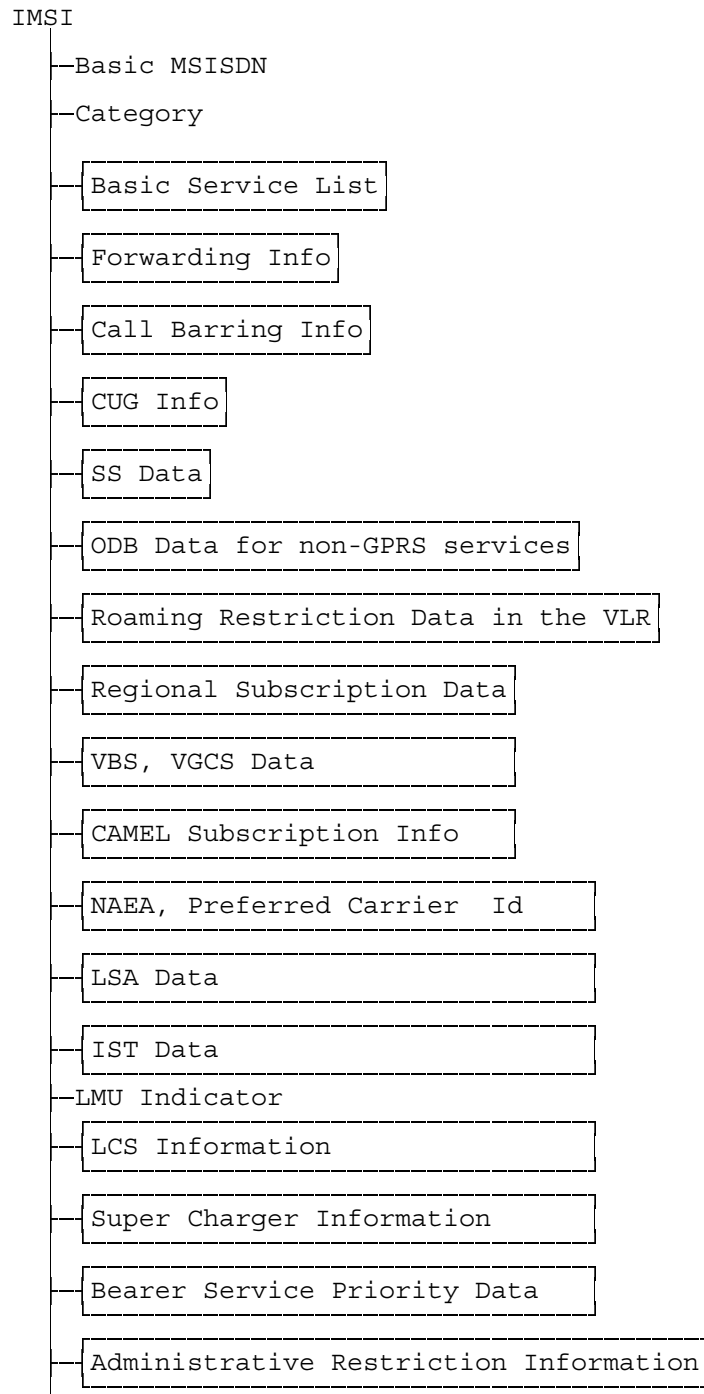 IMSI
Basic MSISDN
Category
Basic Service List
Forwarding Info
Call Barring Info
CUG Info
SS Data
ODB Data for non-GPRS services
Roaming Restriction Data in the VLR
Regional Subscription Data
VBS, VGCS Data
CAMEL Subscription Info
NAEA, Preferred Carrier  Id
LSA Data
IST Data
LMU Indicator
LCS Information
Super Charger Information
Bearer Service Priority Data
Administrative Restriction Information